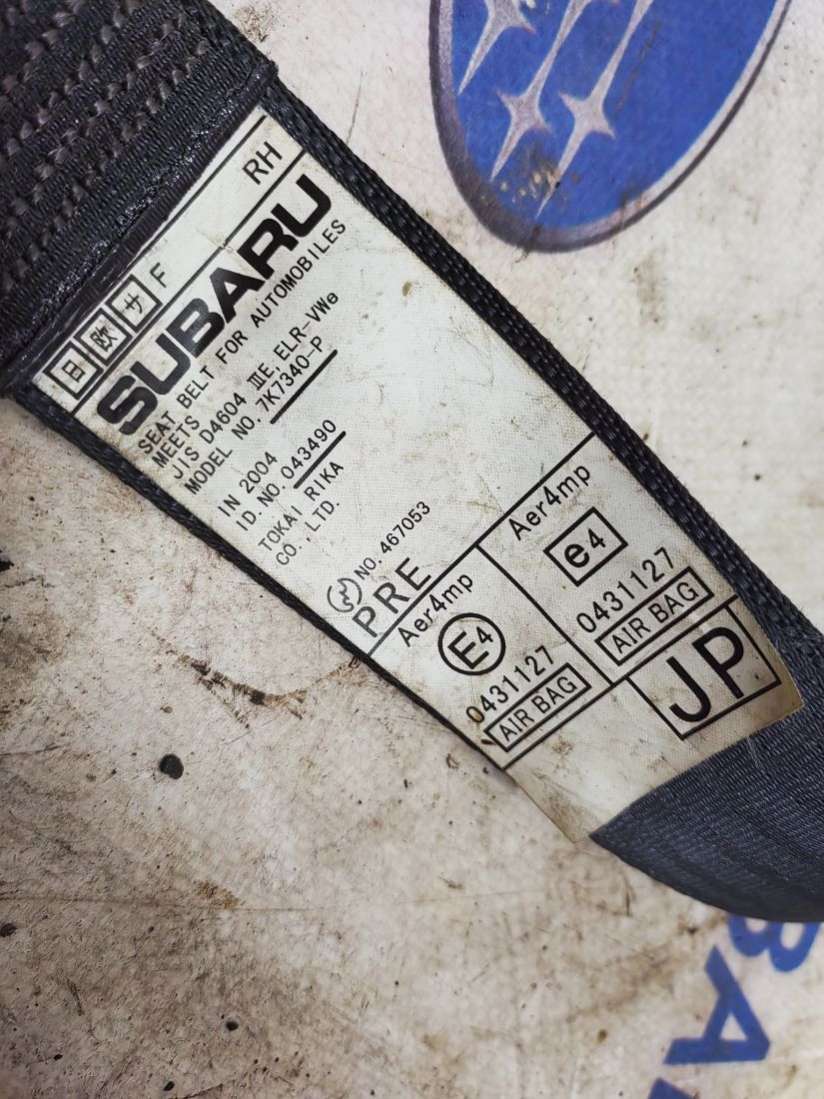 日 欧 サ F RH
SUBARU
SEAT BELT FOR AUTOMOBILES
MEETS
JIS D4604 ⅢE, ELR-VWe
MODEL NO. 7K7340-P
IN 2004
ID. NO. 043490
TOKAI RIKA
CO., LTD.
NO. 467053
PRE
Aer4mp
E4
0431127
AIR BAG
Aer4mp
e4
0431127
AIR BAG
JP
BA